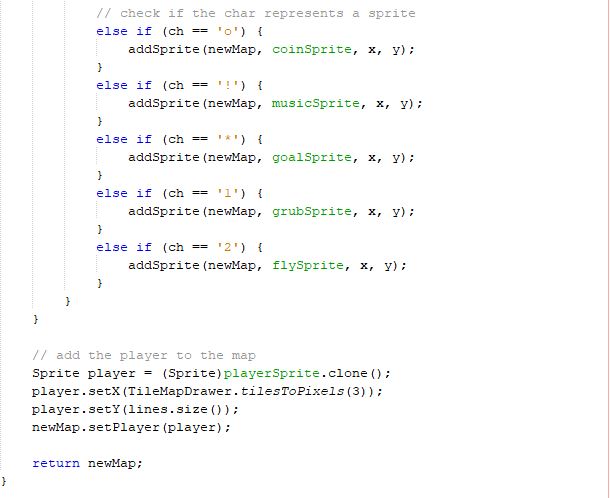 // check if the char represents a sprite
else if (ch == 'o') {
addSprite(newMap, coinSprite, x, y);
}
else if (ch == '!') {
addSprite(newMap, musicSprite, x, y);
}
else if (ch == '*') {
addSprite(newMap, goalSprite, x, y);
}
else if (ch == '1') {
addSprite(newMap, grubSprite, x, y);
}
else if (ch == '2') {
addSprite(newMap, flySprite, x, y);
}
}
}
// add the player to the map
Sprite player = (Sprite)playerSprite.clone();
player.setX(TileMapDrawer.tilesToPixels(3));
player.setY(lines.size());
newMap.setPlayer(player);
return newMap;
}